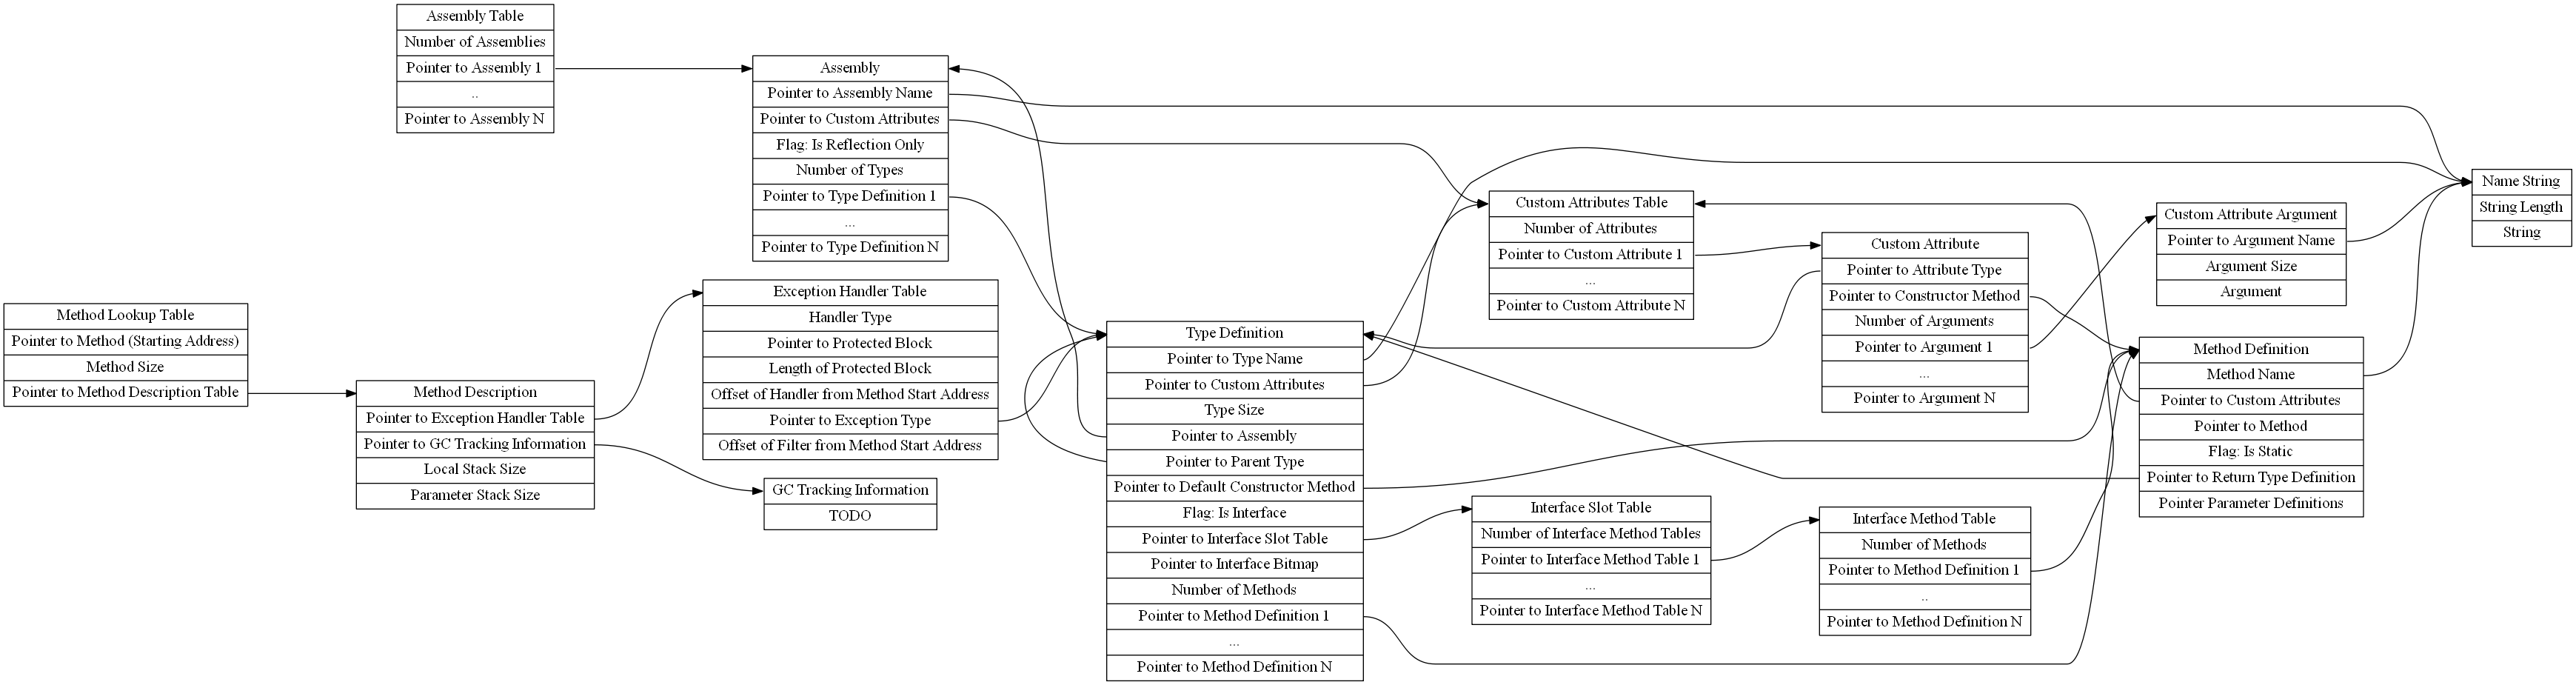 Assembly Table
Number of Assemblies
Pointer to Assembly 1
..
Pointer to Assembly N
Assembly
Pointer to Assembly Name
Pointer to Custom Attributes
Flag: Is Reflection Only
Number of Types
Pointer to Type Definition 1
...
Pointer to Type Definition N
Method Lookup Table
Pointer to Method (Starting Address)
Method Size
Pointer to Method Description Table
Method Description
Pointer to Exception Handler Table
Pointer to GC Tracking Information
Local Stack Size
Parameter Stack Size
Exception Handler Table
Handler Type
Pointer to Protected Block
Length of Protected Block
Offset of Handler from Method Start Address
Pointer to Exception Type
Offset of Filter from Method Start Address
GC Tracking Information
TODO
Type Definition
Pointer to Type Name
Pointer to Custom Attributes
Type Size
Pointer to Assembly
Pointer to Parent Type
Pointer to Default Constructor Method
Flag: Is Interface
Pointer to Interface Slot Table
Pointer to Interface Bitmap
Number of Methods
Pointer to Method Definition 1
...
Pointer to Method Definition N
Custom Attributes Table
Number of Attributes
Pointer to Custom Attribute 1
...
Pointer to Custom Attribute N
Interface Slot Table
Number of Interface Method Tables
Pointer to Interface Method Table 1
...
Pointer to Interface Method Table N
Custom Attribute
Pointer to Attribute Type
Pointer to Constructor Method
Number of Arguments
Pointer to Argument 1
...
Pointer to Argument N
Interface Method Table
Number of Methods
Pointer to Method Definition 1
..
Pointer to Method Definition N
Custom Attribute Argument
Pointer to Argument Name
Argument Size
Argument
Method Definition
Method Name
Pointer to Custom Attributes
Pointer to Method
Flag: Is Static
Pointer to Return Type Definition
Pointer Parameter Definitions
Name String
String Length
String